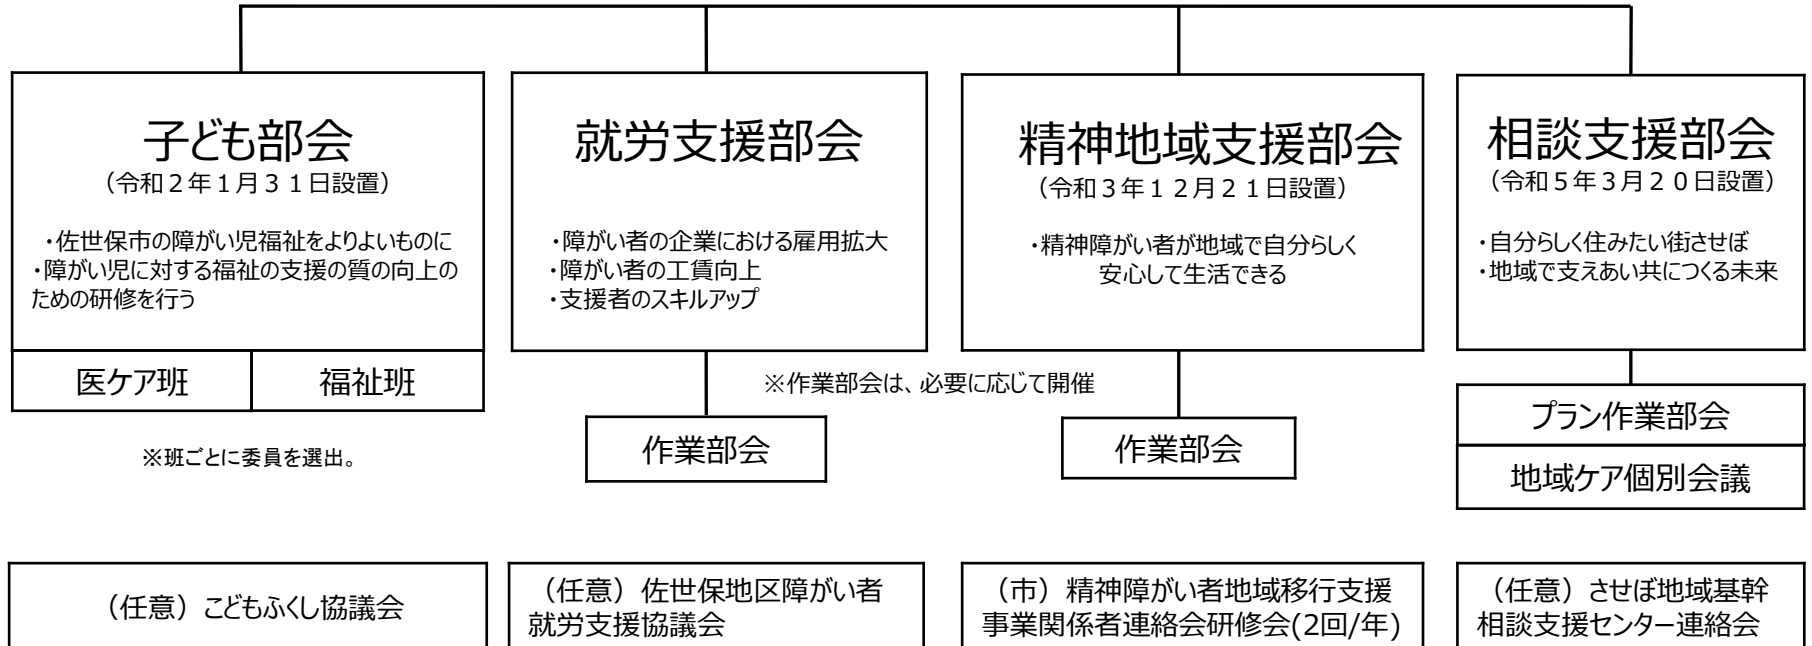 子ども部会
（令和２年１月３１日設置）
・佐世保市の障がい児福祉をよりよいものに
・障がい児に対する福祉の支援の質の向上の
ための研修を行う
医ケア班
福祉班
※班ごとに委員を選出。
就労支援部会
・障がい者の企業における雇用拡大
・障がい者の工賃向上
・支援者のスキルアップ
※作業部会は、必要に応じて開催
作業部会
精神地域支援部会
（令和３年１２月２１日設置）
・精神障がい者が地域で自分らしく
安心して生活できる
作業部会
相談支援部会
（令和５年３月２０日設置）
・自分らしく住みたい街させぼ
・地域で支えあい共につくる未来
プラン作業部会
地域ケア個別会議
（任意）こどもふくし協議会
（任意）佐世保地区障がい者
就労支援協議会
（市）精神障がい者地域移行支援
事業関係者連絡会研修会(2回/年)
（任意）させぼ地域基幹
相談支援センター連絡会